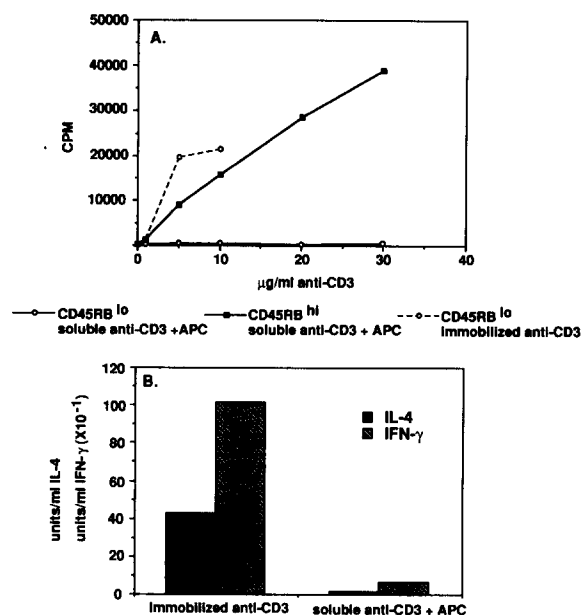 A.
50000
40000
30000
20000
10000
0
CPM
0 10 20 30 40
µg/ml anti-CD3
CD45RB lo
soluble anti-CD3 +APC
CD45RB hi
soluble anti-CD3 + APC
CD45RB lo
immobilized anti-CD3
B.
120
100
80
60
40
20
0
units/ml IL-4
units/ml IFN-γ (X10-1)
IL-4
IFN-γ
immobilized anti-CD3
soluble anti-CD3 + APC